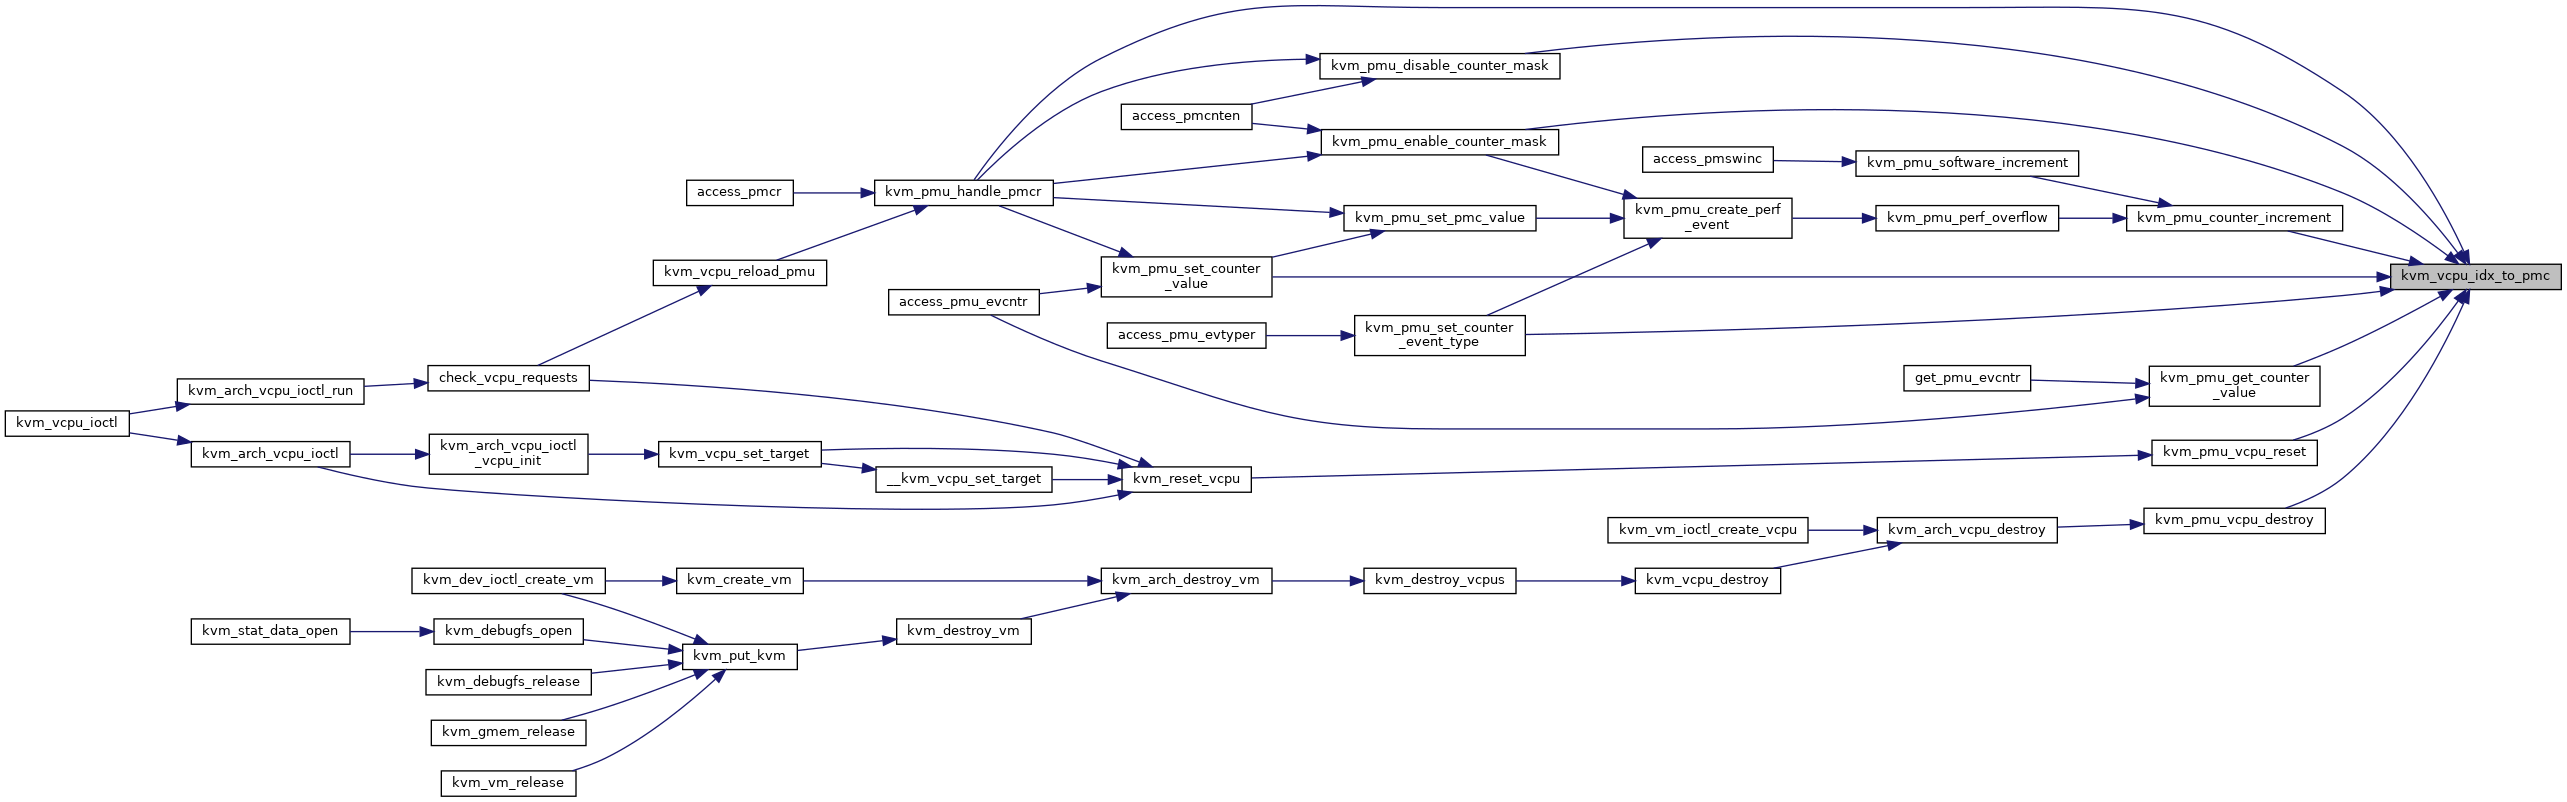 kvm_pmu_disable_counter_mask
access_pmcnten
kvm_pmu_enable_counter_mask
access_pmswinc
kvm_pmu_software_increment
access_pmcr
kvm_pmu_handle_pmcr
kvm_pmu_set_pmc_value
kvm_pmu_create_perf
_event
kvm_pmu_perf_overflow
kvm_pmu_counter_increment
kvm_vcpu_reload_pmu
kvm_pmu_set_counter
_value
kvm_vcpu_idx_to_pmc
access_pmu_evcntr
access_pmu_evtyper
kvm_pmu_set_counter
_event_type
check_vcpu_requests
get_pmu_evcntr
kvm_pmu_get_counter
_value
kvm_arch_vcpu_ioctl_run
kvm_vcpu_ioctl
kvm_arch_vcpu_ioctl
kvm_arch_vcpu_ioctl
_vcpu_init
kvm_vcpu_set_target
__kvm_vcpu_set_target
kvm_reset_vcpu
kvm_pmu_vcpu_reset
kvm_vm_ioctl_create_vcpu
kvm_arch_vcpu_destroy
kvm_pmu_vcpu_destroy
kvm_dev_ioctl_create_vm
kvm_create_vm
kvm_arch_destroy_vm
kvm_destroy_vcpus
kvm_vcpu_destroy
kvm_stat_data_open
kvm_debugfs_open
kvm_destroy_vm
kvm_put_kvm
kvm_debugfs_release
kvm_gmem_release
kvm_vm_release